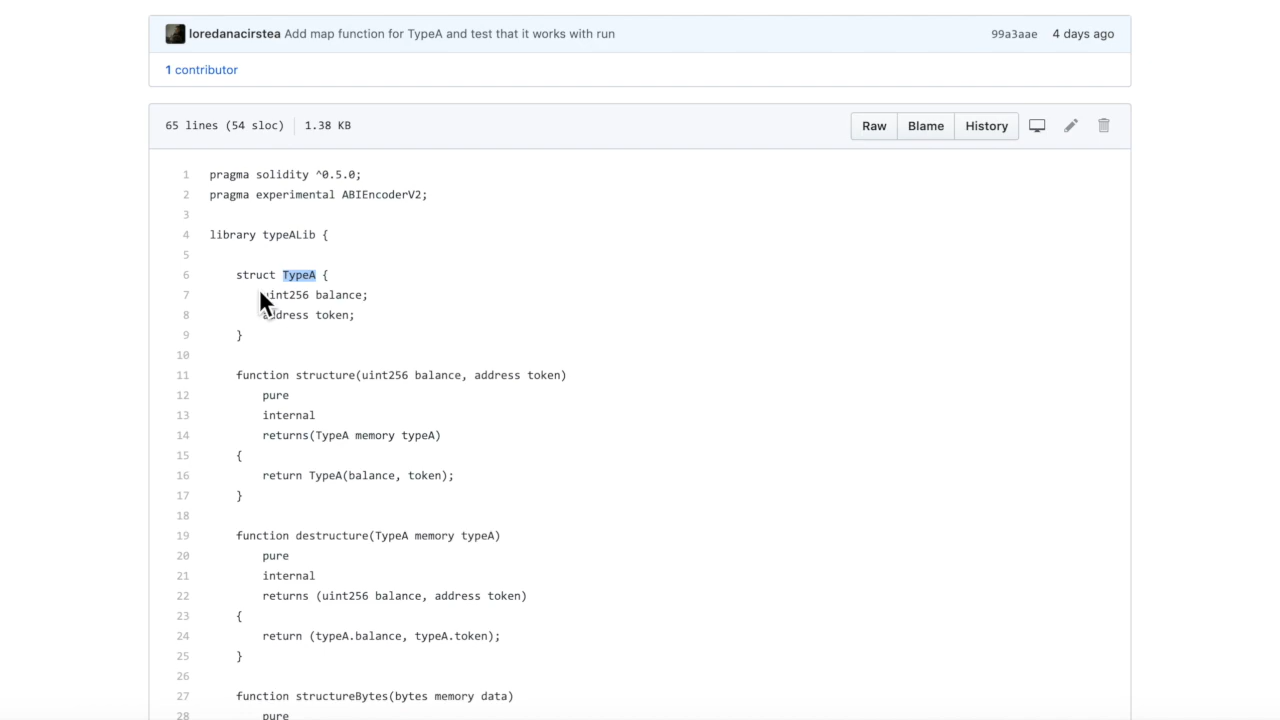 loredanacirstea Add map function for TypeA and test that it works with run 99a3aae 4 days ago
1 contributor
65 lines (54 sloc) 1.38 KB Raw Blame History
1 pragma solidity ^0.5.0;
2 pragma experimental ABIEncoderV2;
3
4 library typeALib {
5
6 struct TypeA {
7 uint256 balance;
8 address token;
9 }
10
11 function structure(uint256 balance, address token)
12 pure
13 internal
14 returns(TypeA memory typeA)
15 {
16 return TypeA(balance, token);
17 }
18
19 function destructure(TypeA memory typeA)
20 pure
21 internal
22 returns (uint256 balance, address token)
23 {
24 return (typeA.balance, typeA.token);
25 }
26
27 function structureBytes(bytes memory data)
28 pure